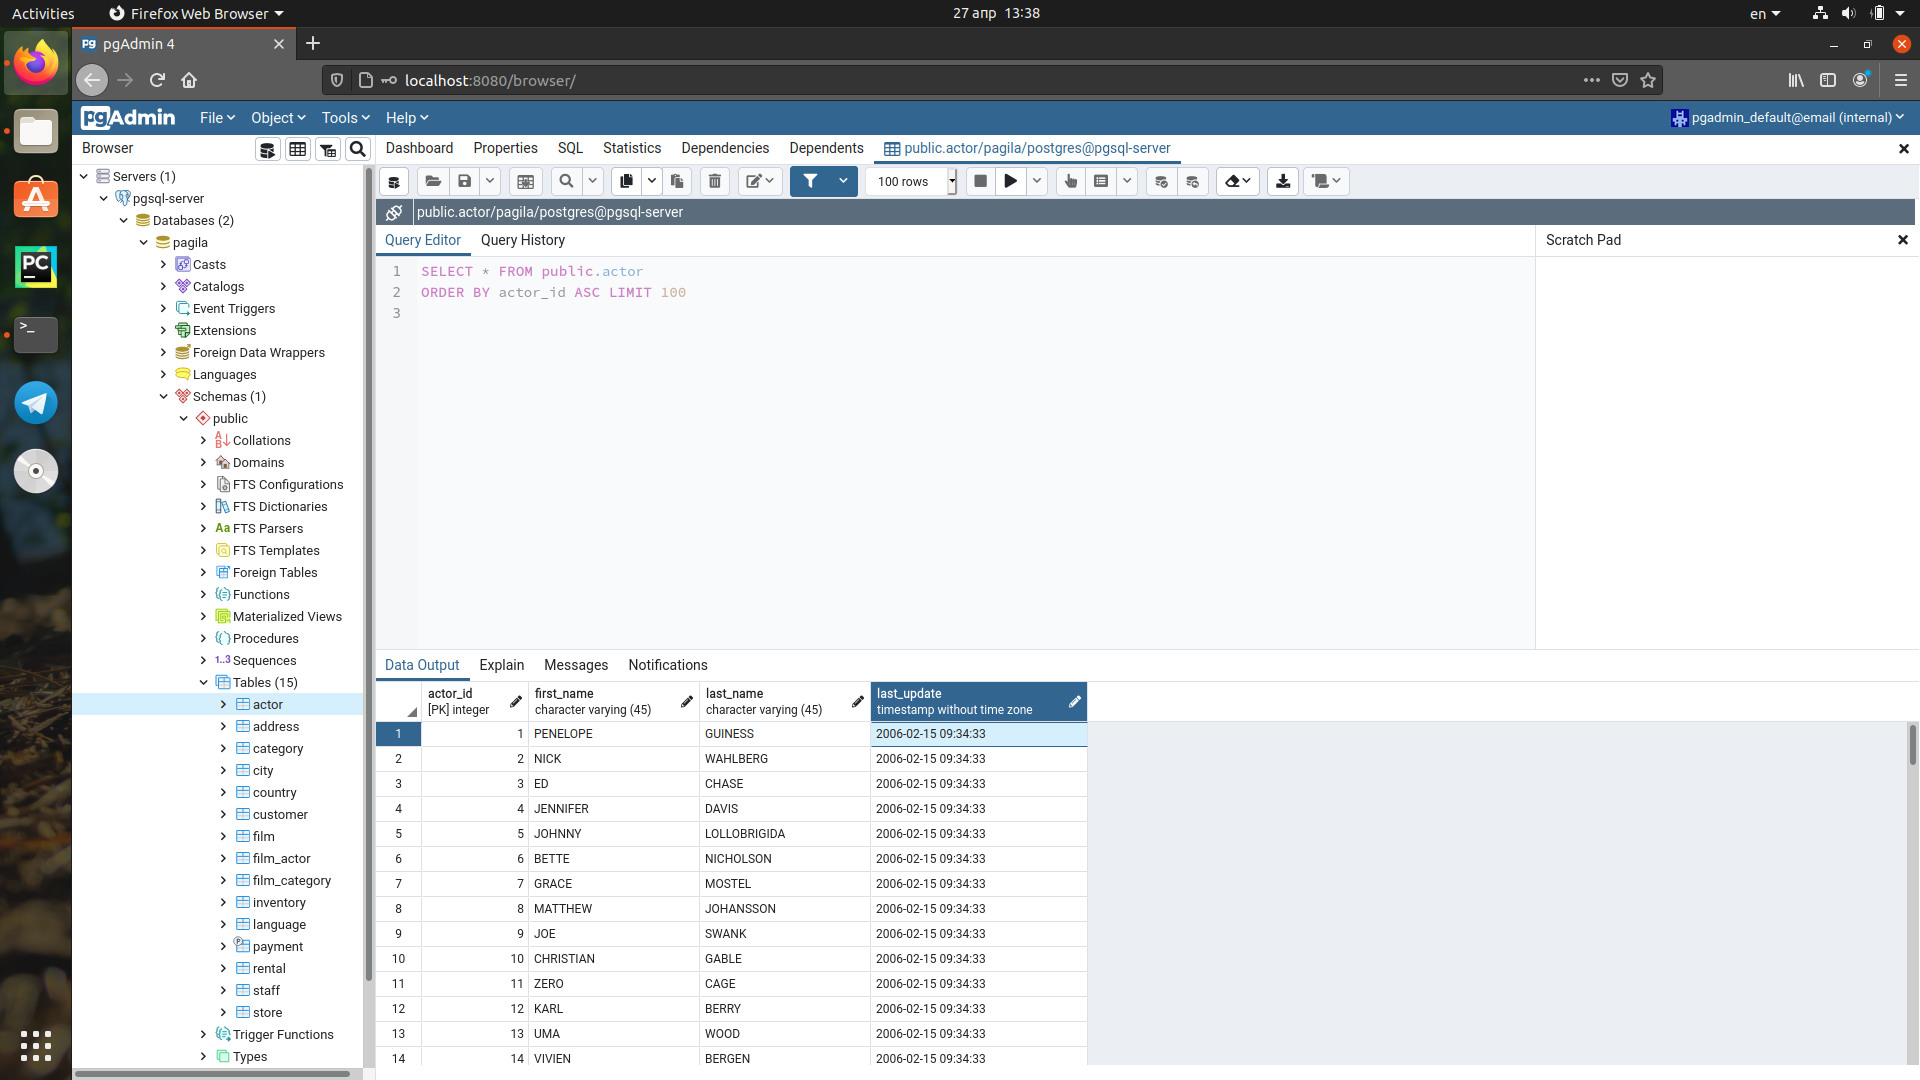 Activities
Firefox Web Browser
27 апр 13:38
en
pgAdmin 4
localhost:8080/browser/
pgAdmin
File
Object
Tools
Help
pgadmin_default@email (internal)
Browser
Dashboard
Properties
SQL
Statistics
Dependencies
Dependents
public.actor/pagila/postgres@pgsql-server
100 rows
public.actor/pagila/postgres@pgsql-server
Query Editor
Query History
Scratch Pad
1 SELECT * FROM public.actor
2 ORDER BY actor_id ASC LIMIT 100
3
Servers (1)
pgsql-server
Databases (2)
pagila
Casts
Catalogs
Event Triggers
Extensions
Foreign Data Wrappers
Languages
Schemas (1)
public
Collations
Domains
FTS Configurations
FTS Dictionaries
Aa FTS Parsers
FTS Templates
Foreign Tables
Functions
Materialized Views
Procedures
1..3 Sequences
Tables (15)
actor
address
category
city
country
customer
film
film_actor
film_category
inventory
language
payment
rental
staff
store
Trigger Functions
Types
Data Output
Explain
Messages
Notifications
actor_id
[PK] integer
first_name
character varying (45)
last_name
character varying (45)
last_update
timestamp without time zone
1 1 PENELOPE GUINESS 2006-02-15 09:34:33
2 2 NICK WAHLBERG 2006-02-15 09:34:33
3 3 ED CHASE 2006-02-15 09:34:33
4 4 JENNIFER DAVIS 2006-02-15 09:34:33
5 5 JOHNNY LOLLOBRIGIDA 2006-02-15 09:34:33
6 6 BETTE NICHOLSON 2006-02-15 09:34:33
7 7 GRACE MOSTEL 2006-02-15 09:34:33
8 8 MATTHEW JOHANSSON 2006-02-15 09:34:33
9 9 JOE SWANK 2006-02-15 09:34:33
10 10 CHRISTIAN GABLE 2006-02-15 09:34:33
11 11 ZERO CAGE 2006-02-15 09:34:33
12 12 KARL BERRY 2006-02-15 09:34:33
13 13 UMA WOOD 2006-02-15 09:34:33
14 14 VIVIEN BERGEN 2006-02-15 09:34:33